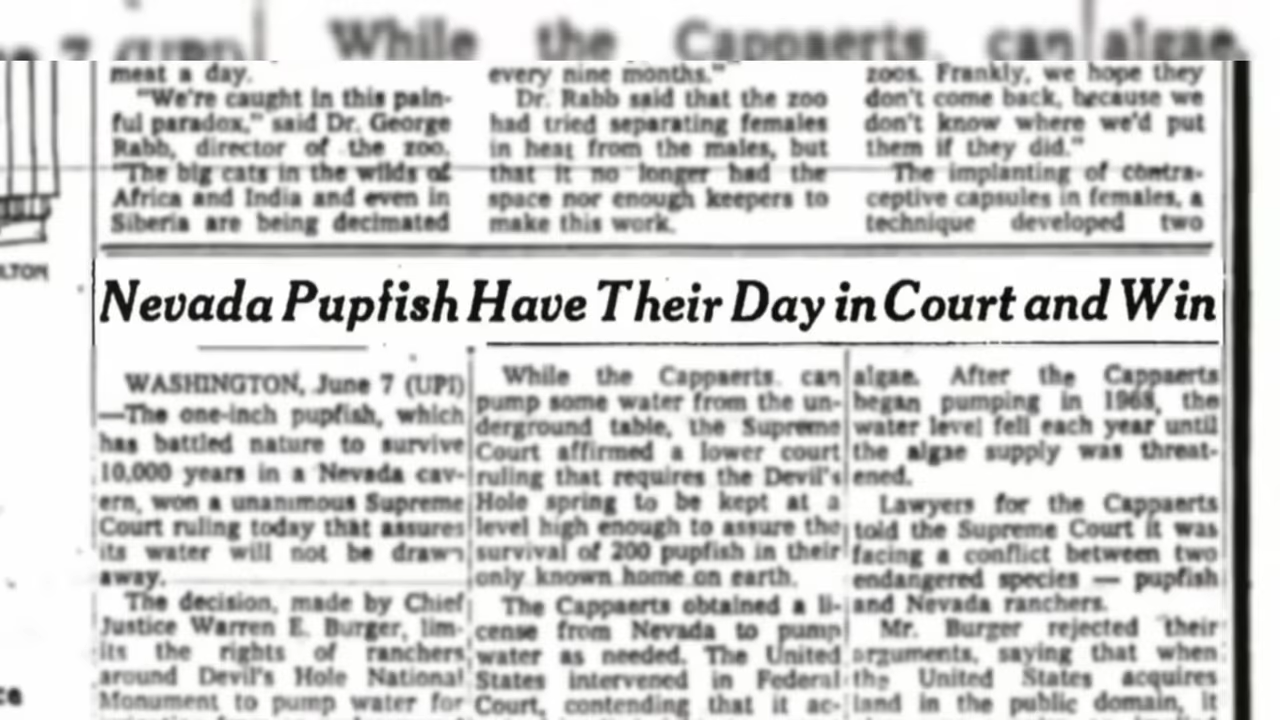 While the Cappaerts can algae.
meat a day.
"We're caught in this pain-
ful paradox," said Dr. George
Rabb, director of the zoo.
"The big cats in the wilds of
Africa and India and even in
Siberia are being decimated
every nine months."
Dr. Rabb said that the zoo
had tried separating females
in heat from the males, but
that it no longer had the
space nor enough keepers to
make this work.
zoos. Frankly, we hope they
don't come back, because we
don't know where we'd put
them if they did."
The implanting of contra-
ceptive capsules in females, a
technique developed two
LTON
Nevada Pupfish Have Their Day in Court and Win
WASHINGTON, June 7 (UPI)
—The one-inch pupfish, which
has battled nature to survive
10,000 years in a Nevada cav-
ern, won a unanimous Supreme
Court ruling today that assures
its water will not be drawn
away.
The decision, made by Chief
Justice Warren E. Burger, lim-
its the rights of ranchers
around Devil's Hole National
Monument to pump water for
While the Cappaerts can
pump some water from the un-
derground table, the Supreme
Court affirmed a lower court
ruling that requires the Devil's
Hole spring to be kept at a
level high enough to assure the
survival of 200 pupfish in their
only known home on earth.
The Cappaerts obtained a li-
cense from Nevada to pump
water as needed. The United
States intervened in Federal
Court, contending that it ac-
algae. After the Cappaerts
began pumping in 1968, the
water level fell each year until
the algae supply was threat-
ened.
Lawyers for the Cappaerts
told the Supreme Court it was
facing a conflict between two
endangered species — pupfish
and Nevada ranchers.
Mr. Burger rejected their
arguments, saying that when
the United States acquires
land in the public domain, it